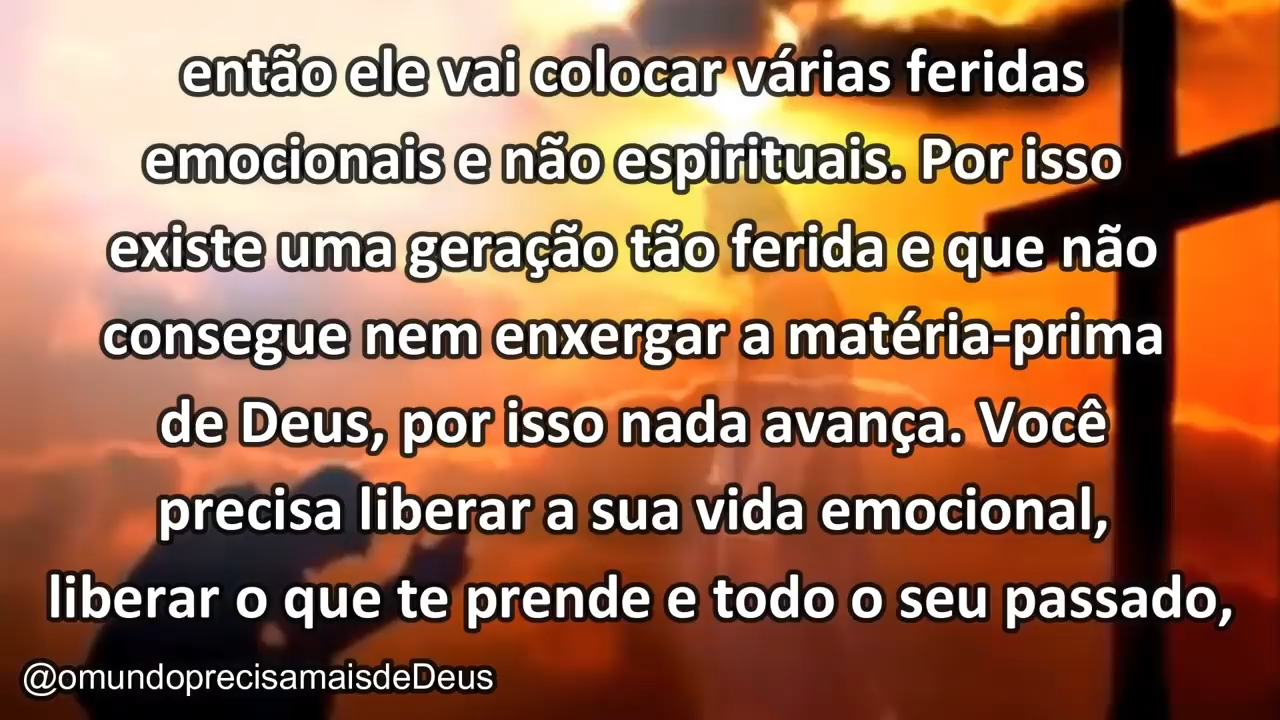 então ele vai colocar várias feridas
emocionais e não espirituais. Por isso
existe uma geração tão ferida e que não
consegue nem enxergar a matéria-prima
de Deus, por isso nada avança. Você
precisa liberar a sua vida emocional,
liberar o que te prende e todo o seu passado,
@omundoprecisamaisdeDeus